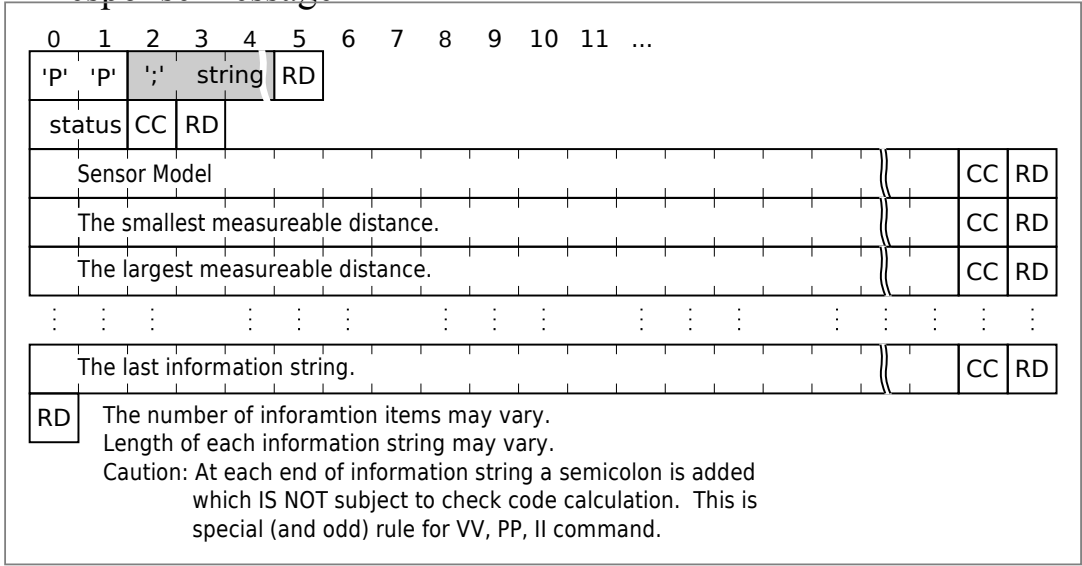 Response Message
0 1 2 3 4 5 6 7 8 9 10 11 ...
'P' 'P' ';' string RD
status CC RD
Sensor Model CC RD
The smallest measureable distance. CC RD
The largest measureable distance. CC RD
The last information string. CC RD
RD The number of inforamtion items may vary.
Length of each information string may vary.
Caution: At each end of information string a semicolon is added
which IS NOT subject to check code calculation. This is
special (and odd) rule for VV, PP, II command.